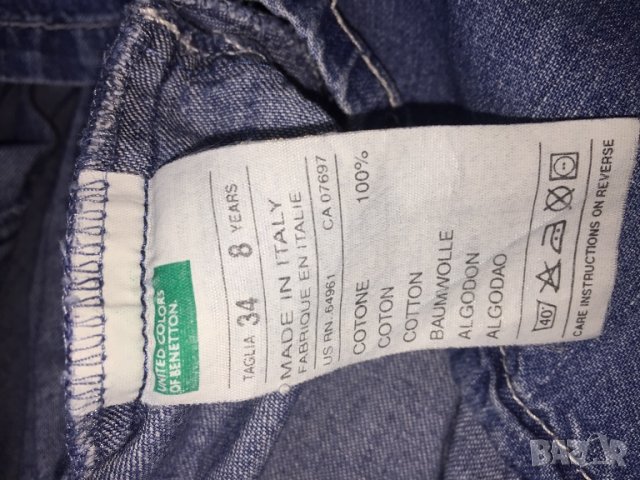 UNITED COLORS
OF BENETTON.
TAGLIA 34 8 YEARS
MADE IN ITALY
FABRIQUE EN ITALIE
US RN. 64961 CA 07697
COTONE 100%
COTON
COTTON
BAUMWOLLE
ALGODON
ALGODAO
40
CARE INSTRUCTIONS ON REVERSE
BAZAR